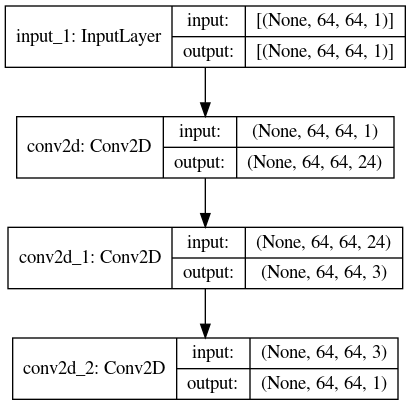 input_1: InputLayer
input: [(None, 64, 64, 1)]
output: [(None, 64, 64, 1)]
conv2d: Conv2D
input: (None, 64, 64, 1)
output: (None, 64, 64, 24)
conv2d_1: Conv2D
input: (None, 64, 64, 24)
output: (None, 64, 64, 3)
conv2d_2: Conv2D
input: (None, 64, 64, 3)
output: (None, 64, 64, 1)